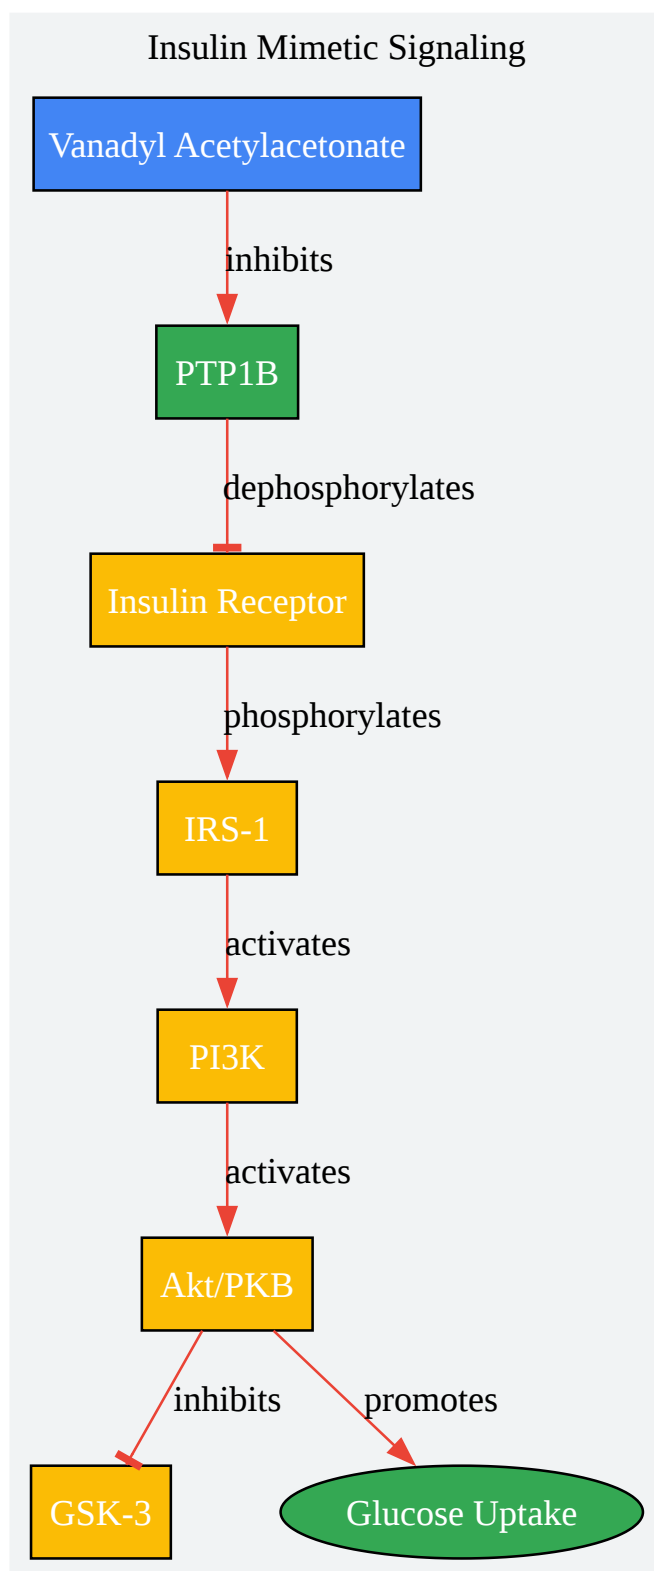 Insulin Mimetic Signaling
Vanadyl Acetylacetonate
inhibits
PTP1B
dephosphorylates
Insulin Receptor
phosphorylates
IRS-1
activates
PI3K
activates
Akt/PKB
inhibits
promotes
GSK-3
Glucose Uptake